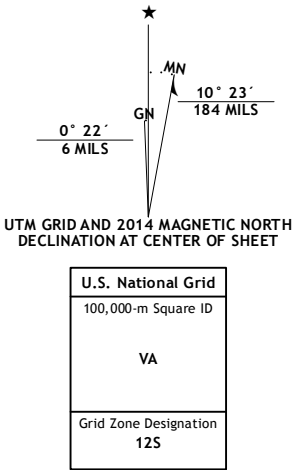 MN
10° 23´
184 MILS
GN
0° 22´
6 MILS
UTM GRID AND 2014 MAGNETIC NORTH
DECLINATION AT CENTER OF SHEET
U.S. National Grid
100,000-m Square ID
VA
Grid Zone Designation
12S